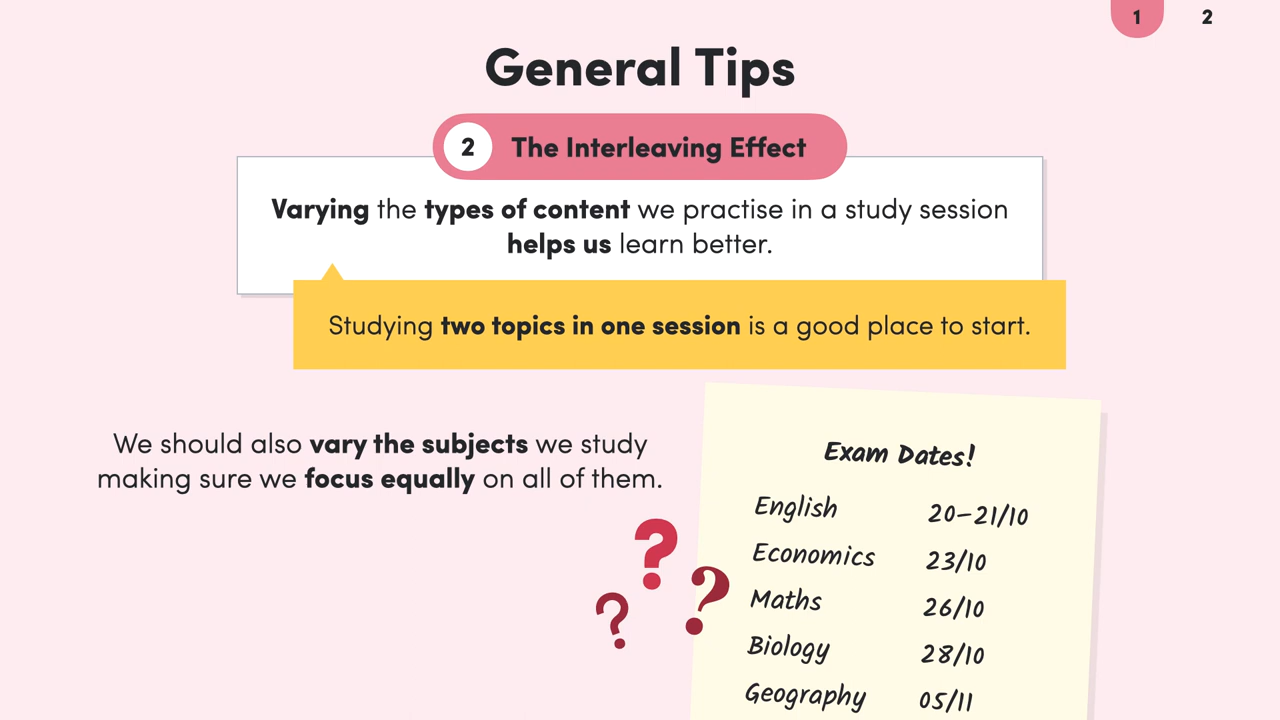 1 2
General Tips
2 The Interleaving Effect
Varying the types of content we practise in a study session
helps us learn better.
Studying two topics in one session is a good place to start.
We should also vary the subjects we study
making sure we focus equally on all of them.
? ? ?
Exam Dates!
English 20–21/10
Economics 23/10
Maths 26/10
Biology 28/10
Geography 05/11